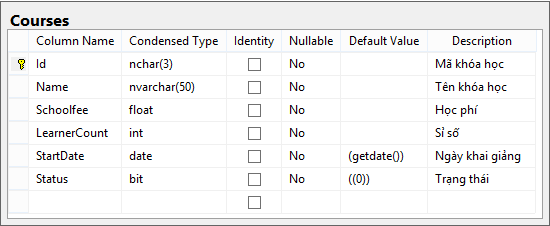 Courses
Column Name Condensed Type Identity Nullable Default Value Description
Id nchar(3) No Mã khóa học
Name nvarchar(50) No Tên khóa học
Schoolfee float No Học phí
LearnerCount int No Sỉ số
StartDate date No (getdate()) Ngày khai giảng
Status bit No ((0)) Trạng thái